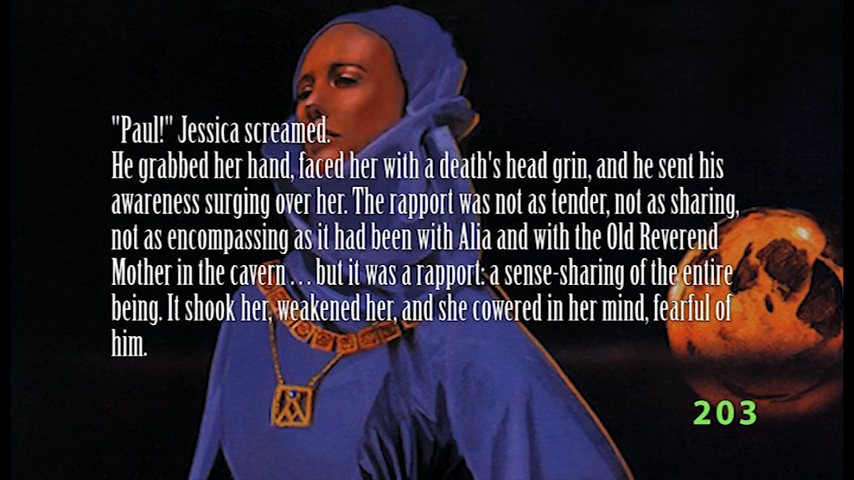 "Paul!" Jessica screamed.
He grabbed her hand, faced her with a death's head grin, and he sent his
awareness surging over her. The rapport was not as tender, not as sharing,
not as encompassing as it had been with Alia and with the Old Reverend
Mother in the cavern . . . but it was a rapport: a sense-sharing of the entire
being. It shook her, weakened her, and she cowered in her mind, fearful of
him.
203